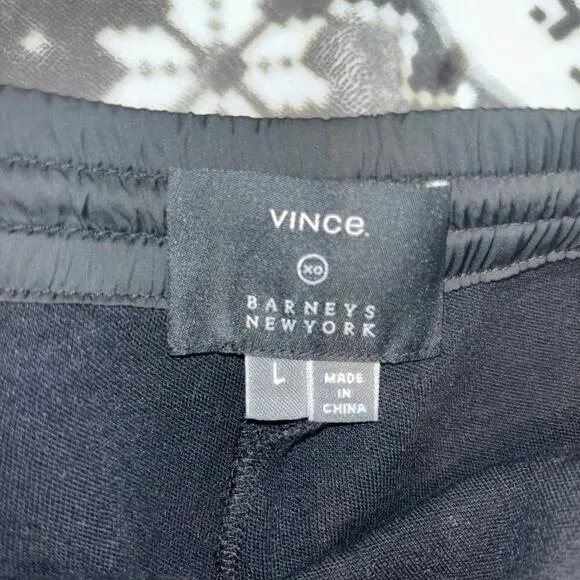 VINCE.
XO
BARNEYS
NEWYORK
L
MADE
IN
CHINA